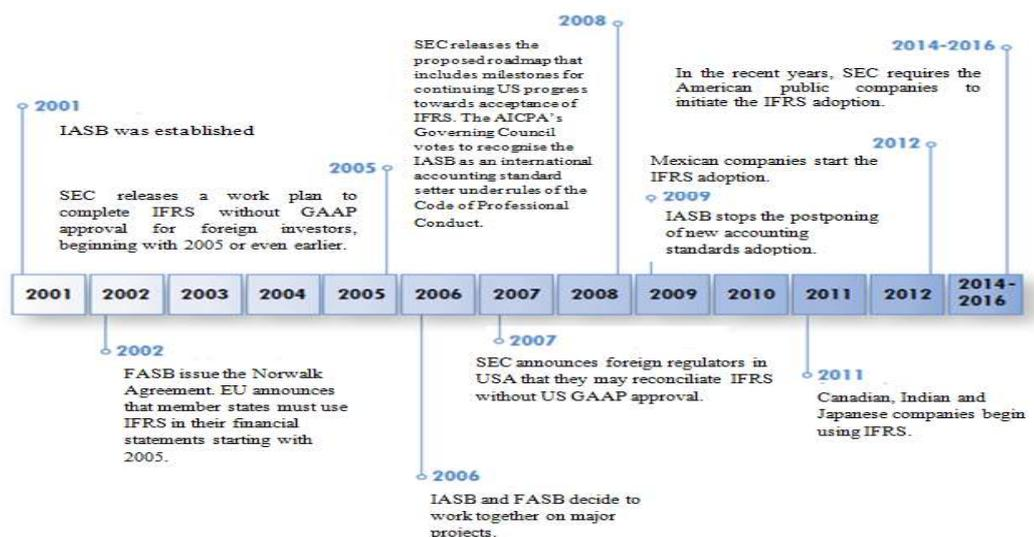 2008
SEC releases the
proposed roadmap that
includes milestones for
continuing US progress
towards acceptance of
IFRS. The AICPA's
Governing Council
votes to recognise the
IASB as an international
accounting standard
setter under rules of the
Code of Professional
Conduct.
2014-2016
In the recent years, SEC requires the
American public companies to
initiate the IFRS adoption.
2001
IASB was established
2005
SEC releases a work plan to
complete IFRS without GAAP
approval for foreign investors,
beginning with 2005 or even earlier.
2012
Mexican companies start the
IFRS adoption.
2009
IASB stops the postponing
of new accounting
standards adoption.
2001 2002 2003 2004 2005 2006 2007 2008 2009 2010 2011 2012 2014-
2016
2002
FASB issue the Norwalk
Agreement. EU announces
that member states must use
IFRS in their financial
statements starting with
2005.
2007
SEC announces foreign regulators in
USA that they may reconciliate IFRS
without US GAAP approval.
2011
Canadian, Indian and
Japanese companies begin
using IFRS.
2006
IASB and FASB decide to
work together on major
projects.